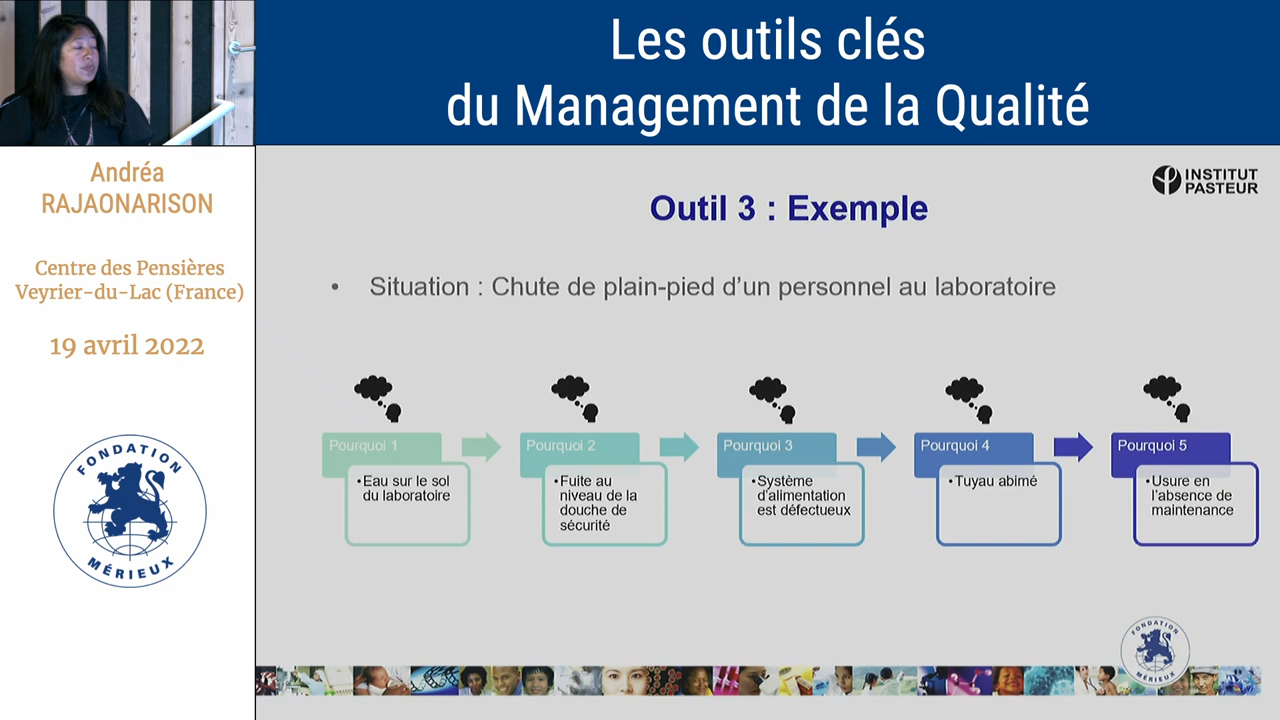 Les outils clés
du Management de la Qualité
Andréa
RAJAONARISON
Centre des Pensières
Veyrier-du-Lac (France)
19 avril 2022
FONDATION
MÉRIEUX
INSTITUT
PASTEUR
Outil 3 : Exemple
• Situation : Chute de plain-pied d'un personnel au laboratoire
Pourquoi 1
•Eau sur le sol
du laboratoire
Pourquoi 2
•Fuite au
niveau de la
douche de
sécurité
Pourquoi 3
•Système
d'alimentation
est défectueux
Pourquoi 4
•Tuyau abimé
Pourquoi 5
•Usure en
l'absence de
maintenance
FONDATION
MÉRIEUX